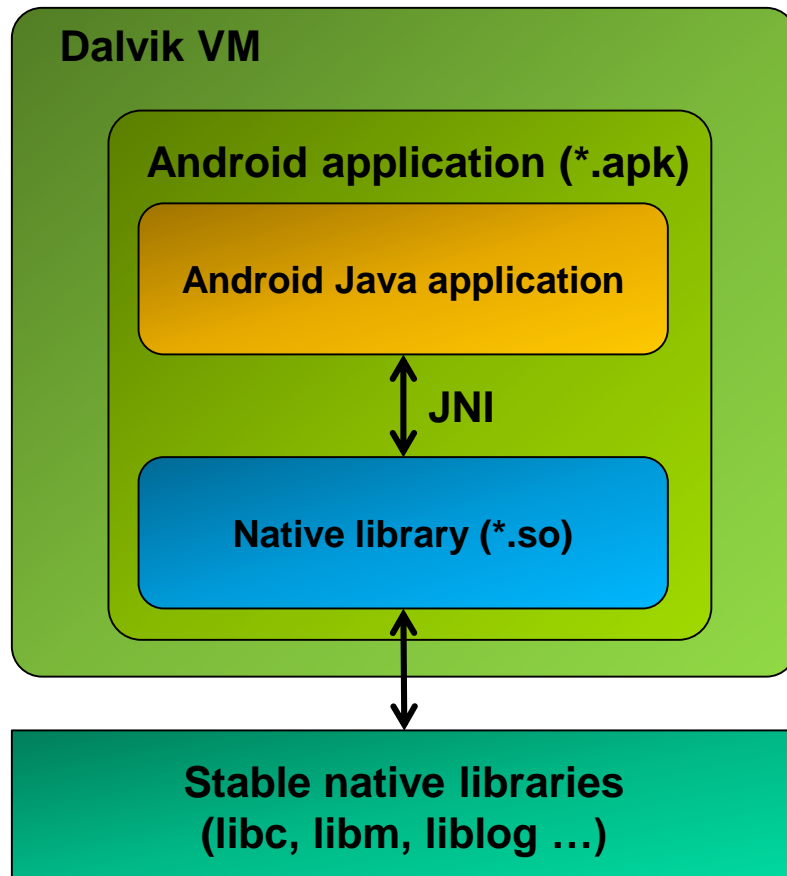 Dalvik VM
Android application (*.apk)
Android Java application
JNI
Native library (*.so)
Stable native libraries
(libc, libm, liblog …)